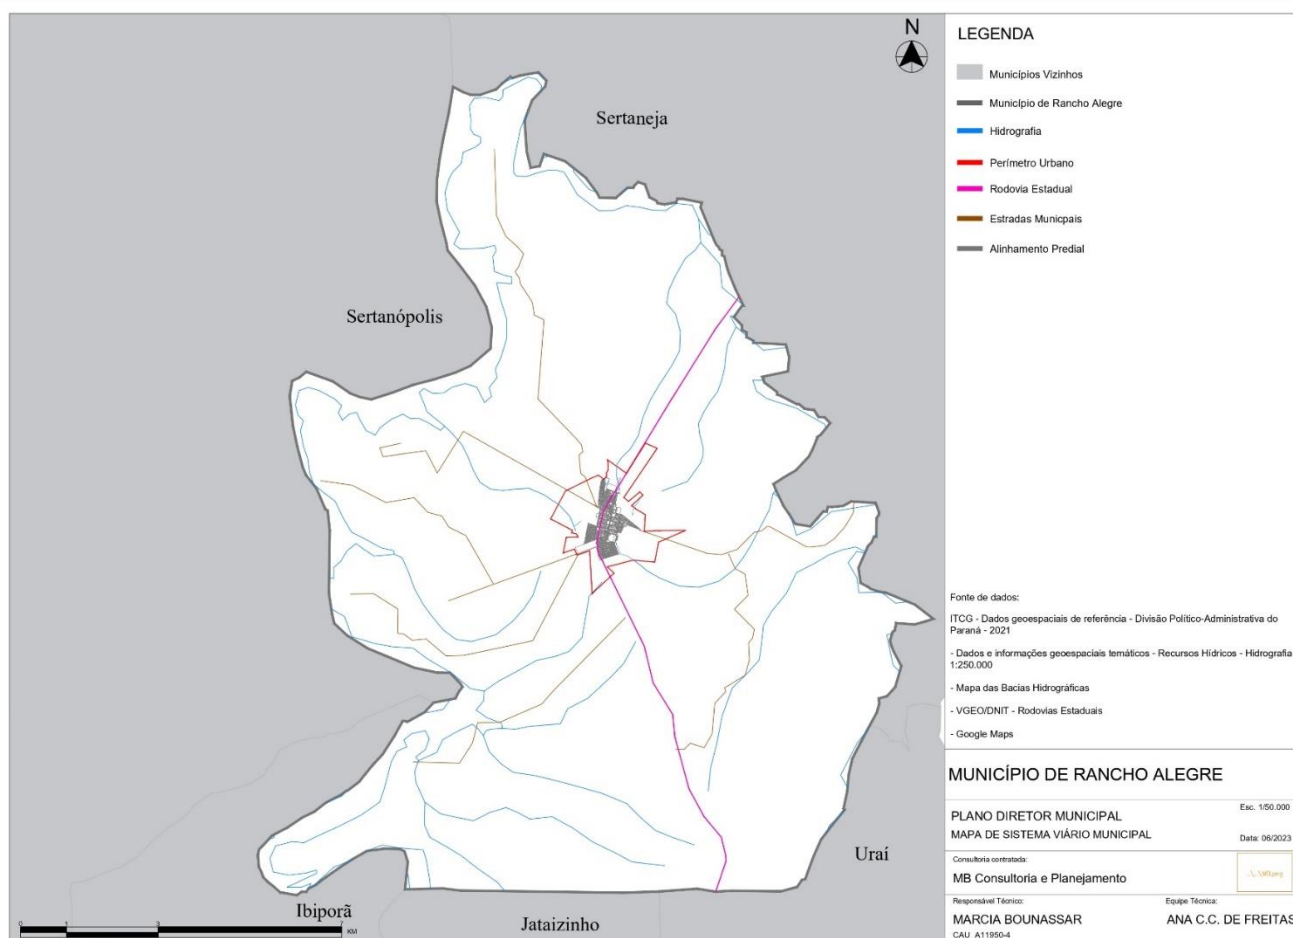 N
Sertaneja
Sertanópolis
Uraí
Ibiporã
Jataizinho
0 1 3 7
KM
LEGENDA
Municípios Vizinhos
Município de Rancho Alegre
Hidrografia
Perímetro Urbano
Rodovia Estadual
Estradas Municpais
Alinhamento Predial
Fonte de dados:
ITCG - Dados geoespaciais de referência - Divisão Político-Administrativa do
Paraná - 2021
- Dados e informações geoespaciais temáticos - Recursos Hídricos - Hidrografia
1:250.000
- Mapa das Bacias Hidrográficas
- VGEO/DNIT - Rodovias Estaduais
- Google Maps
MUNICÍPIO DE RANCHO ALEGRE
PLANO DIRETOR MUNICIPAL
Esc. 1/50.000
MAPA DE SISTEMA VIÁRIO MUNICIPAL
Data: 06/2023
Consultoria contratada:
MB Consultoria e Planejamento
Responsável Técnico:
Equipe Técnica:
MARCIA BOUNASSAR
ANA C.C. DE FREITAS
CAU A11950-4